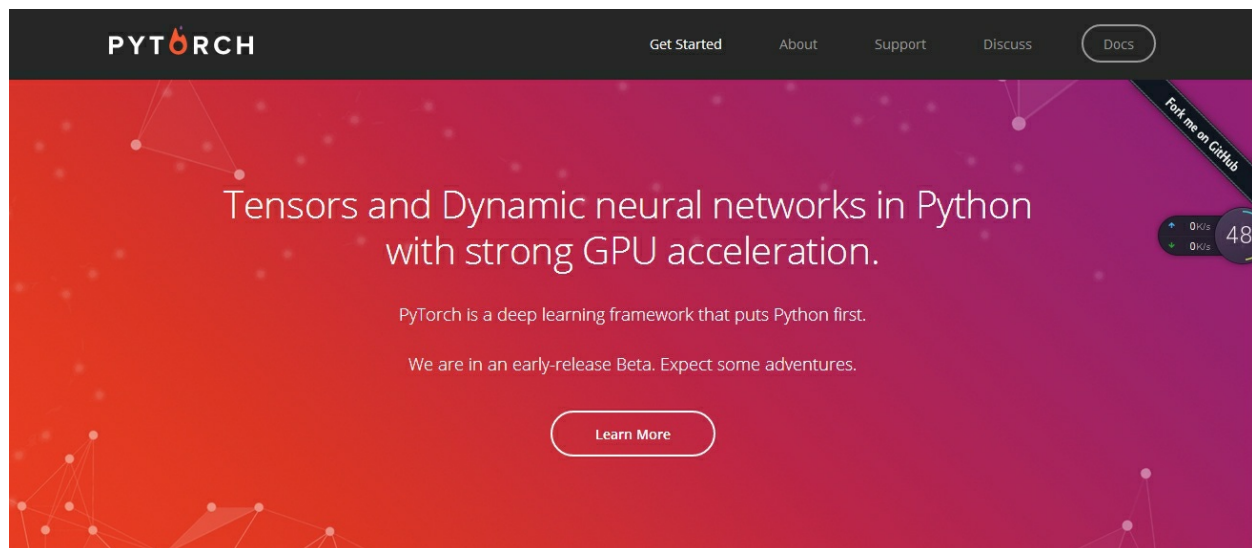 PYTORCH
Get Started
About
Support
Discuss
Docs
Fork me on GitHub
Tensors and Dynamic neural networks in Python
with strong GPU acceleration.
0K/s
0K/s
48
PyTorch is a deep learning framework that puts Python first.
We are in an early-release Beta. Expect some adventures.
Learn More